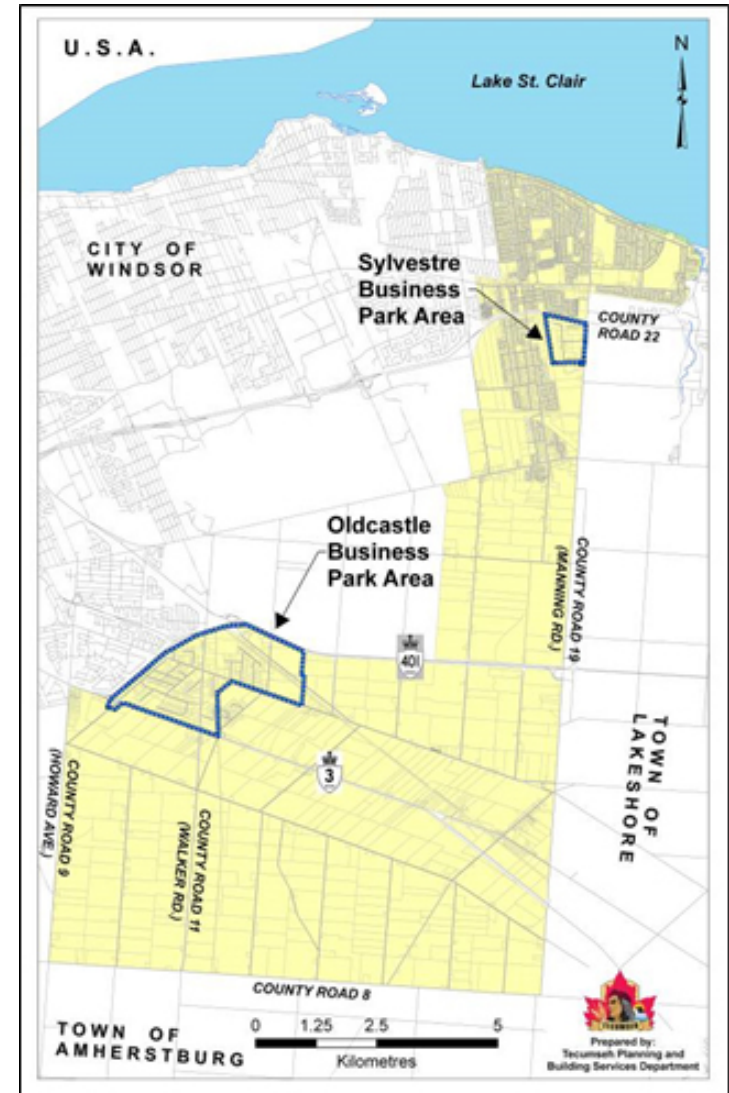 U.S.A.
N
Lake St. Clair
CITY OF
WINDSOR
Sylvestre
Business
Park Area
COUNTY
ROAD 22
Oldcastle
Business
Park Area
COUNTY ROAD 19
(MANNING RD.)
401
TOWN OF
LAKESHORE
3
COUNTY ROAD 9
(HOWARD AVE.)
COUNTY ROAD 11
(WALKER RD.)
COUNTY ROAD 8
TOWN OF
AMHERSTBURG
0 1.25 2.5 5
Kilometres
TECUMSEH
Prepared by:
Tecumseh Planning and
Building Services Department